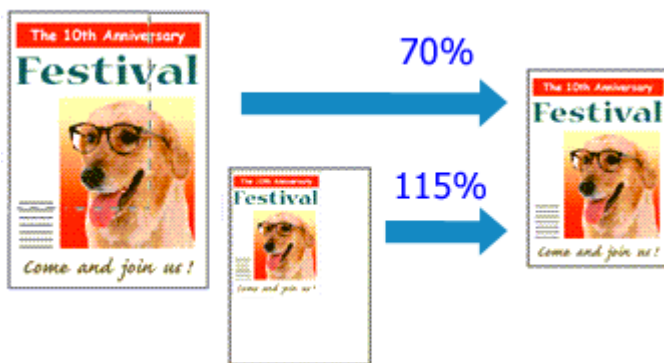 The 10th Anniversary
Festival
Come and join us!
70%
The 10th Anniversary
Festival
Come and join us!
115%
The 10th Anniversary
Festival
Come and join us!